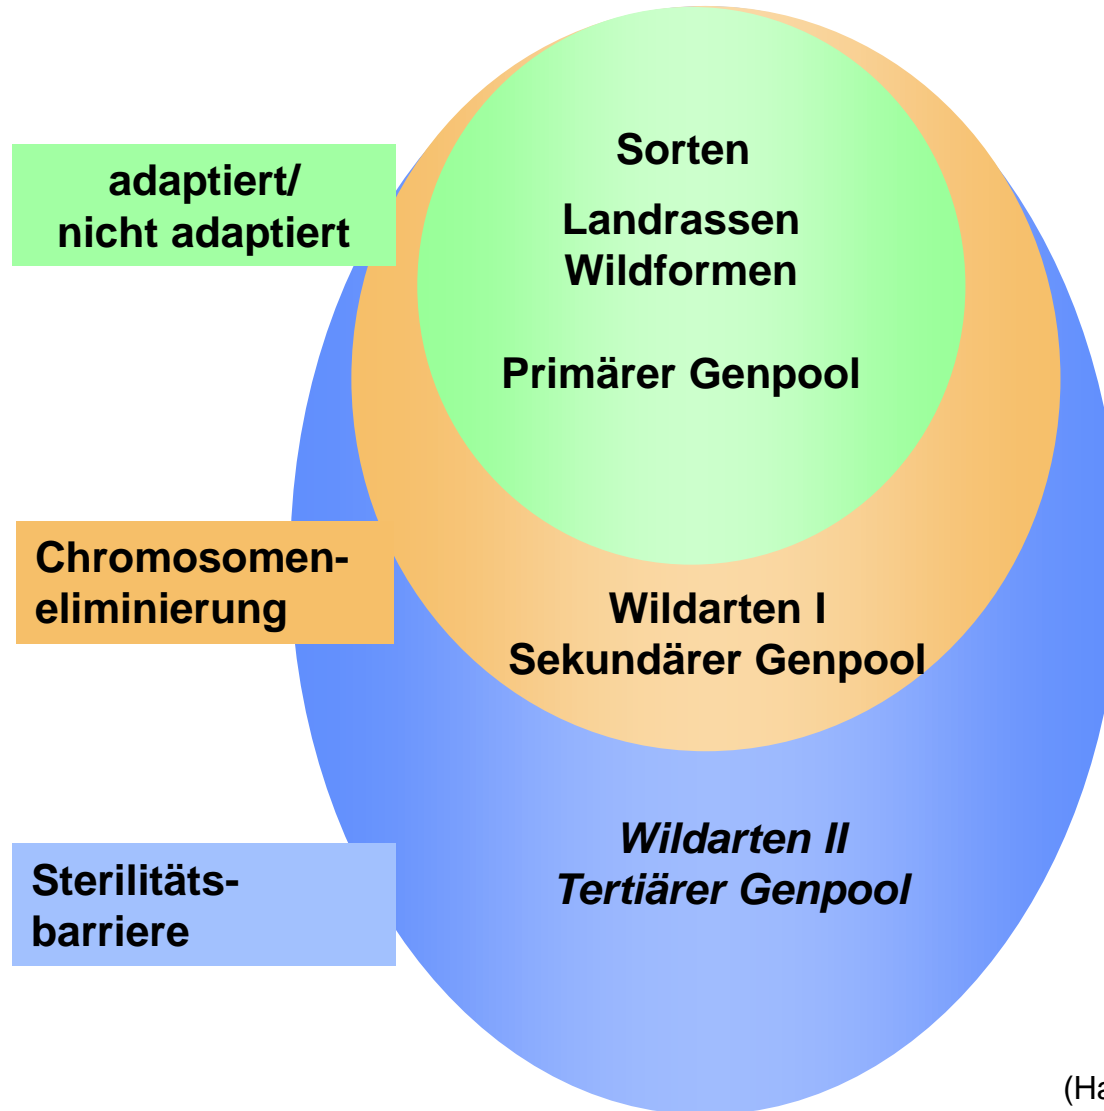 Sorten
adaptiert/
nicht adaptiert
Landrassen
Wildformen
Primärer Genpool
Chromosomen-
eliminierung
Wildarten I
Sekundärer Genpool
Wildarten II
Tertiärer Genpool
Sterilitäts-
barriere
(Ha